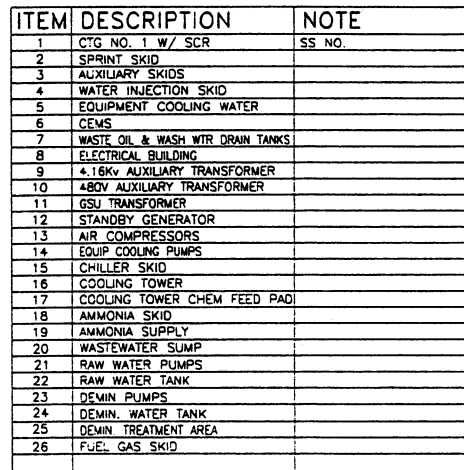 ITEM DESCRIPTION NOTE
1 CTG NO. 1 W/ SCR SS NO.
2 SPRINT SKID
3 AUXILIARY SKIDS
4 WATER INJECTION SKID
5 EQUIPMENT COOLING WATER
6 CEMS
7 WASTE OIL & WASH WTR DRAIN TANKS
8 ELECTRICAL BUILDING
9 4.16Kv AUXILIARY TRANSFORMER
10 480V AUXILIARY TRANSFORMER
11 GSU TRANSFORMER
12 STANDBY GENERATOR
13 AIR COMPRESSORS
14 EQUIP COOLING PUMPS
15 CHILLER SKID
16 COOLING TOWER
17 COOLING TOWER CHEM FEED PAD
18 AMMONIA SKID
19 AMMONIA SUPPLY
20 WASTEWATER SUMP
21 RAW WATER PUMPS
22 RAW WATER TANK
23 DEMIN PUMPS
24 DEMIN. WATER TANK
25 DEMIN. TREATMENT AREA
26 FUEL GAS SKID